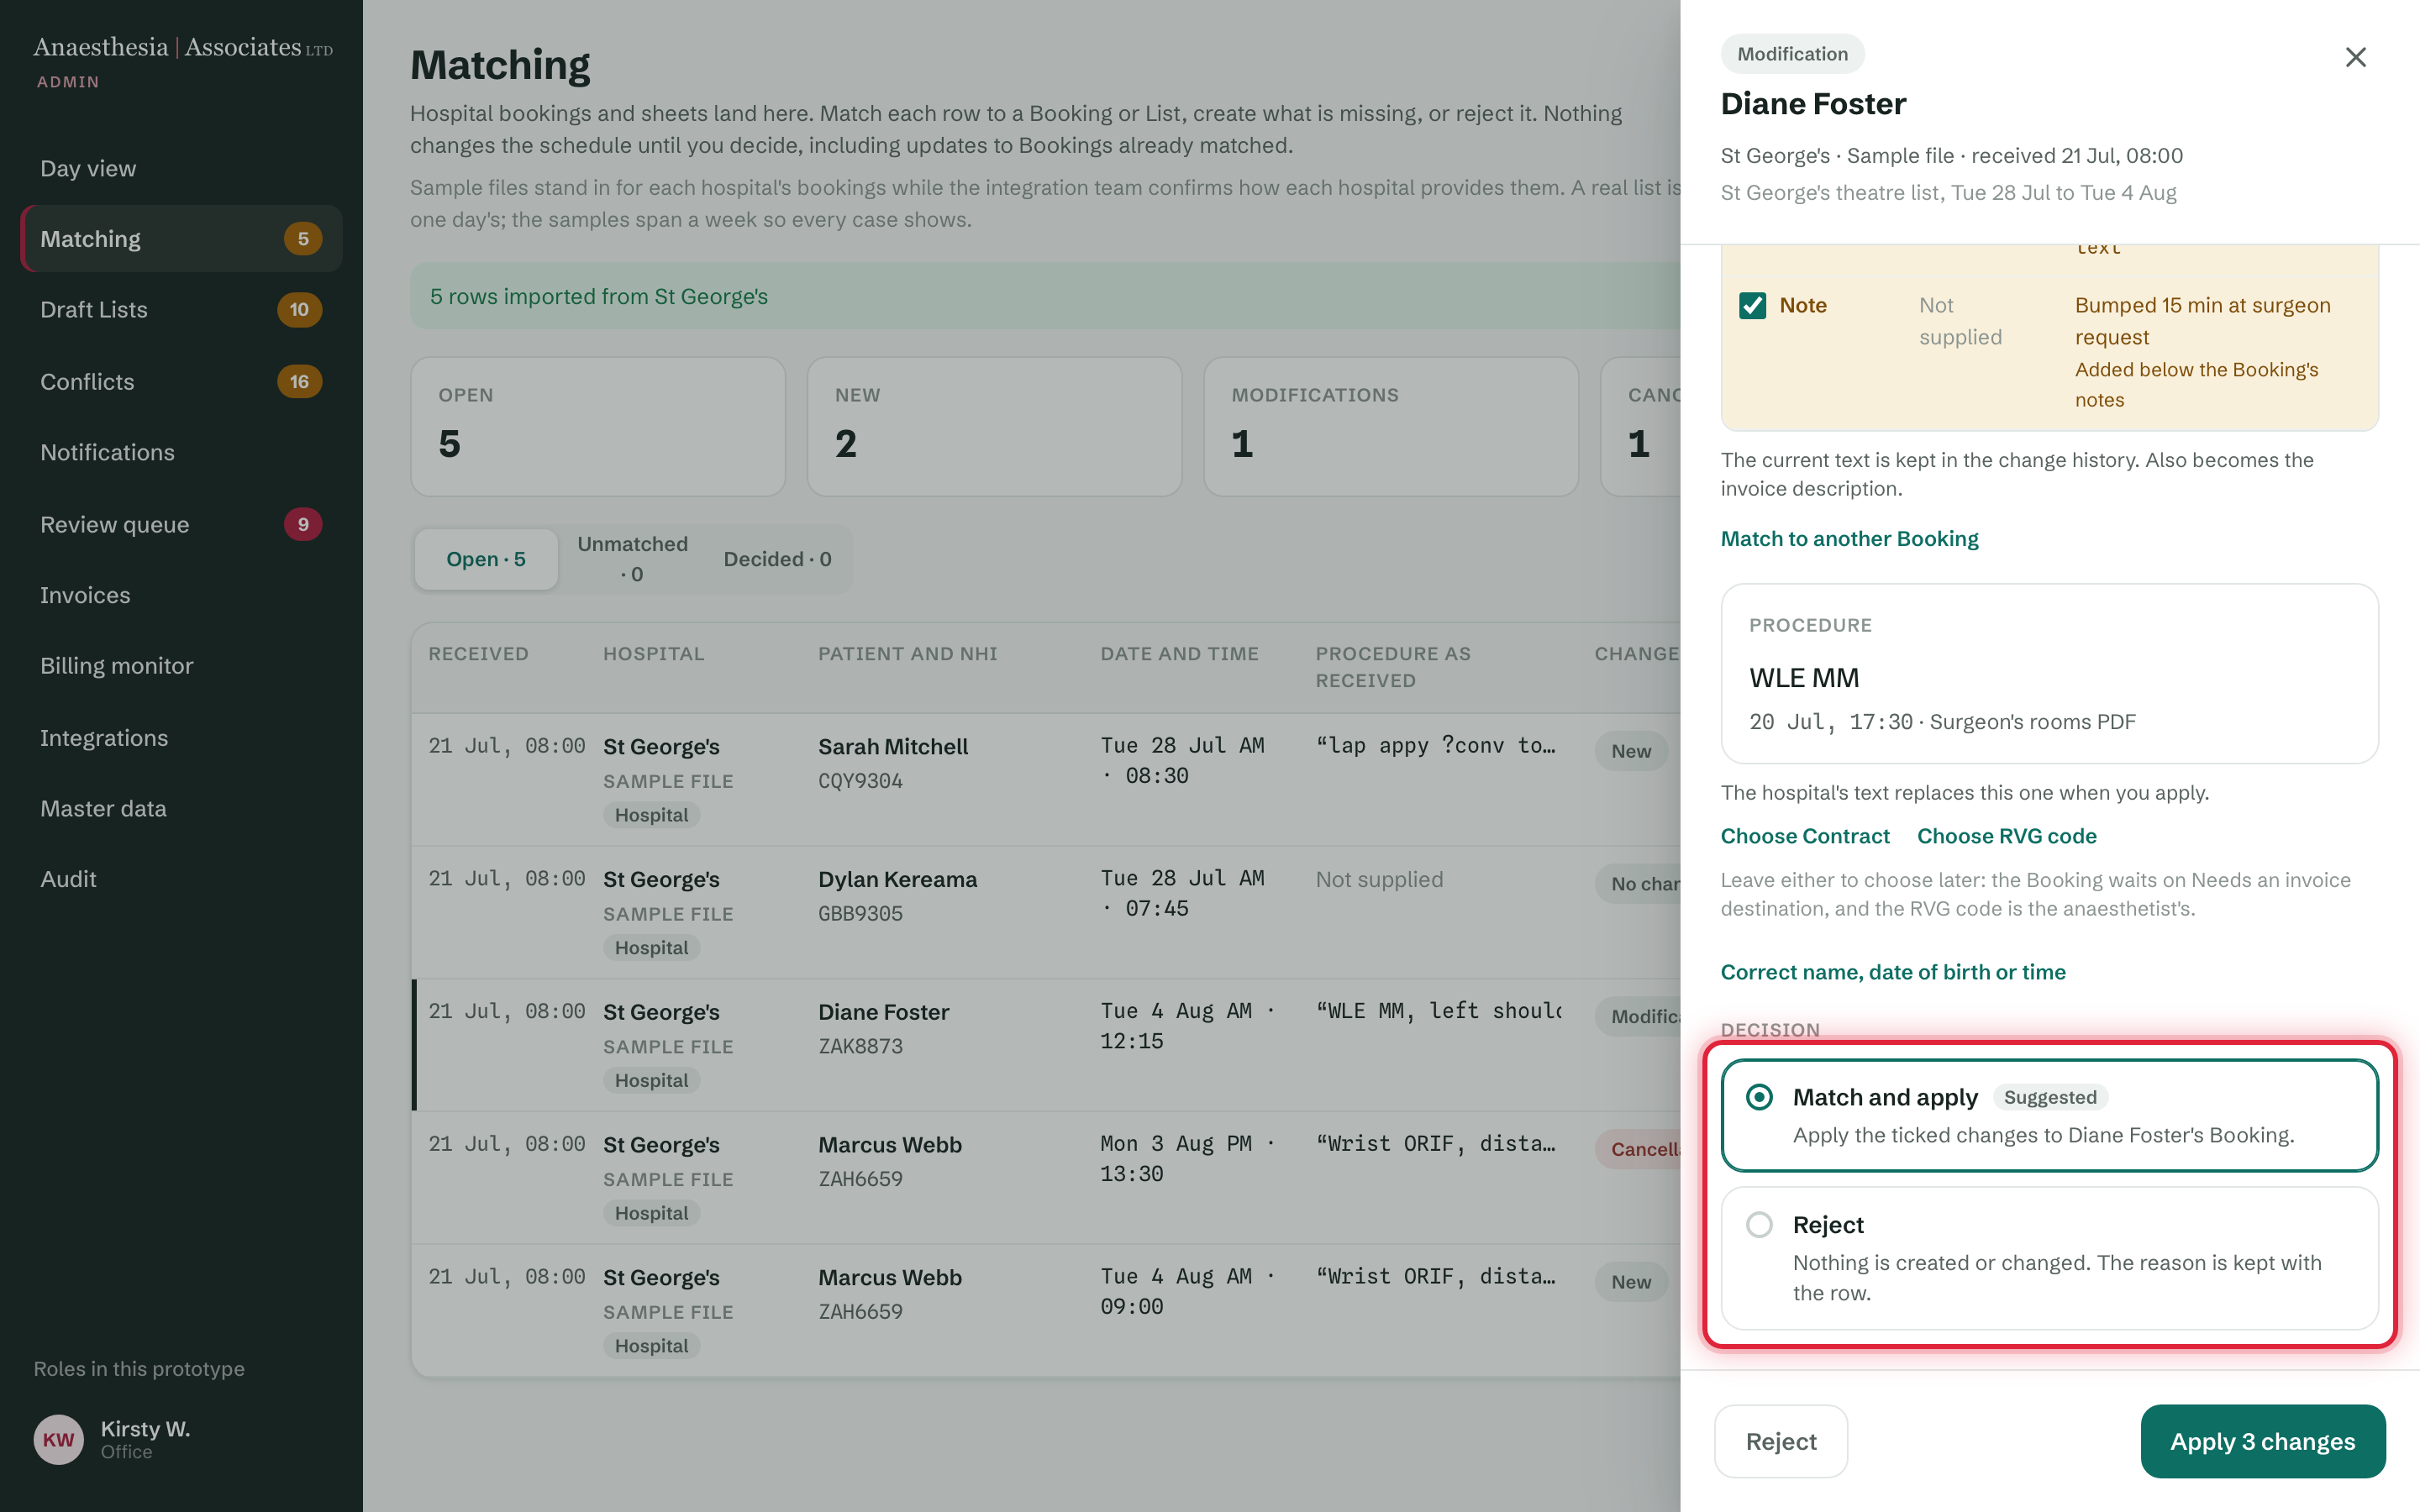 Anaesthesia | Associates LTD
ADMIN
Day view
Matching 5
Draft Lists 10
Conflicts 16
Notifications
Review queue 9
Invoices
Billing monitor
Integrations
Master data
Audit
Roles in this prototype
KW Kirsty W.
Office
Matching
Hospital bookings and sheets land here. Match each row to a Booking or List, create what is missing, or reject it. Nothing
changes the schedule until you decide, including updates to Bookings already matched.
Sample files stand in for each hospital's bookings while the integration team confirms how each hospital provides them. A real list is
one day's; the samples span a week so every case shows.
5 rows imported from St George's
OPEN
5
NEW
2
MODIFICATIONS
1
CANC
1
Open · 5
Unmatched
· 0
Decided · 0
RECEIVED HOSPITAL PATIENT AND NHI DATE AND TIME PROCEDURE AS CHANGE
RECEIVED
21 Jul, 08:00 St George's Sarah Mitchell Tue 28 Jul AM “lap appy ?conv to… New
SAMPLE FILE CQY9304 · 08:30
Hospital
21 Jul, 08:00 St George's Dylan Kereama Tue 28 Jul AM Not supplied No char
SAMPLE FILE GBB9305 · 07:45
Hospital
21 Jul, 08:00 St George's Diane Foster Tue 4 Aug AM · “WLE MM, left should Modifica
SAMPLE FILE ZAK8873 12:15
Hospital
21 Jul, 08:00 St George's Marcus Webb Mon 3 Aug PM · “Wrist ORIF, dista… Cancella
SAMPLE FILE ZAH6659 13:30
Hospital
21 Jul, 08:00 St George's Marcus Webb Tue 4 Aug AM · “Wrist ORIF, dista… New
SAMPLE FILE ZAH6659 09:00
Hospital
Modification
Diane Foster
St George's · Sample file · received 21 Jul, 08:00
St George's theatre list, Tue 28 Jul to Tue 4 Aug
text
Note Not Bumped 15 min at surgeon
supplied request
Added below the Booking's
notes
The current text is kept in the change history. Also becomes the
invoice description.
Match to another Booking
PROCEDURE
WLE MM
20 Jul, 17:30 · Surgeon's rooms PDF
The hospital's text replaces this one when you apply.
Choose Contract Choose RVG code
Leave either to choose later: the Booking waits on Needs an invoice
destination, and the RVG code is the anaesthetist's.
Correct name, date of birth or time
DECISION
Match and apply Suggested
Apply the ticked changes to Diane Foster's Booking.
Reject
Nothing is created or changed. The reason is kept with
the row.
Reject Apply 3 changes